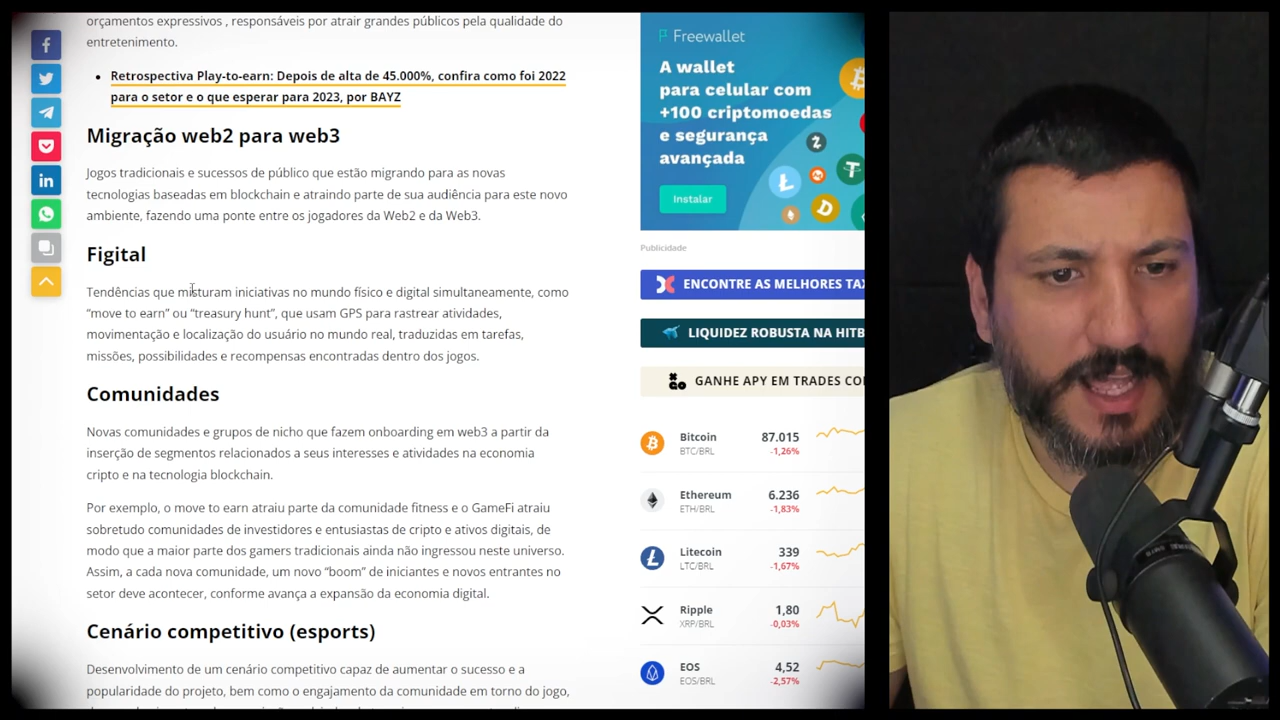 orçamentos expressivos , responsáveis por atrair grandes públicos pela qualidade do
entretenimento.
Retrospectiva Play-to-earn: Depois de alta de 45.000%, confira como foi 2022
para o setor e o que esperar para 2023, por BAYZ
Migração web2 para web3
Jogos tradicionais e sucessos de público que estão migrando para as novas
tecnologias baseadas em blockchain e atraindo parte de sua audiência para este novo
ambiente, fazendo uma ponte entre os jogadores da Web2 e da Web3.
Figital
Tendências que misturam iniciativas no mundo físico e digital simultaneamente, como
“move to earn” ou “treasury hunt”, que usam GPS para rastrear atividades,
movimentação e localização do usuário no mundo real, traduzidas em tarefas,
missões, possibilidades e recompensas encontradas dentro dos jogos.
Comunidades
Novas comunidades e grupos de nicho que fazem onboarding em web3 a partir da
inserção de segmentos relacionados a seus interesses e atividades na economia
cripto e na tecnologia blockchain.
Por exemplo, o move to earn atraiu parte da comunidade fitness e o GameFi atraiu
sobretudo comunidades de investidores e entusiastas de cripto e ativos digitais, de
modo que a maior parte dos gamers tradicionais ainda não ingressou neste universo.
Assim, a cada nova comunidade, um novo “boom” de iniciantes e novos entrantes no
setor deve acontecer, conforme avança a expansão da economia digital.
Cenário competitivo (esports)
Desenvolvimento de um cenário competitivo capaz de aumentar o sucesso e a
popularidade do projeto, bem como o engajamento da comunidade em torno do jogo,
Freewallet
A wallet
para celular com
+100 criptomoedas
e segurança
avançada
Instalar
Publicidade
ENCONTRE AS MELHORES TAX
LIQUIDEZ ROBUSTA NA HITB
GANHE APY EM TRADES CO
Bitcoin 87.015
BTC/BRL -1,26%
Ethereum 6.236
ETH/BRL -1,83%
Litecoin 339
LTC/BRL -1,67%
Ripple 1,80
XRP/BRL -0,03%
EOS 4,52
EOS/BRL -2,57%